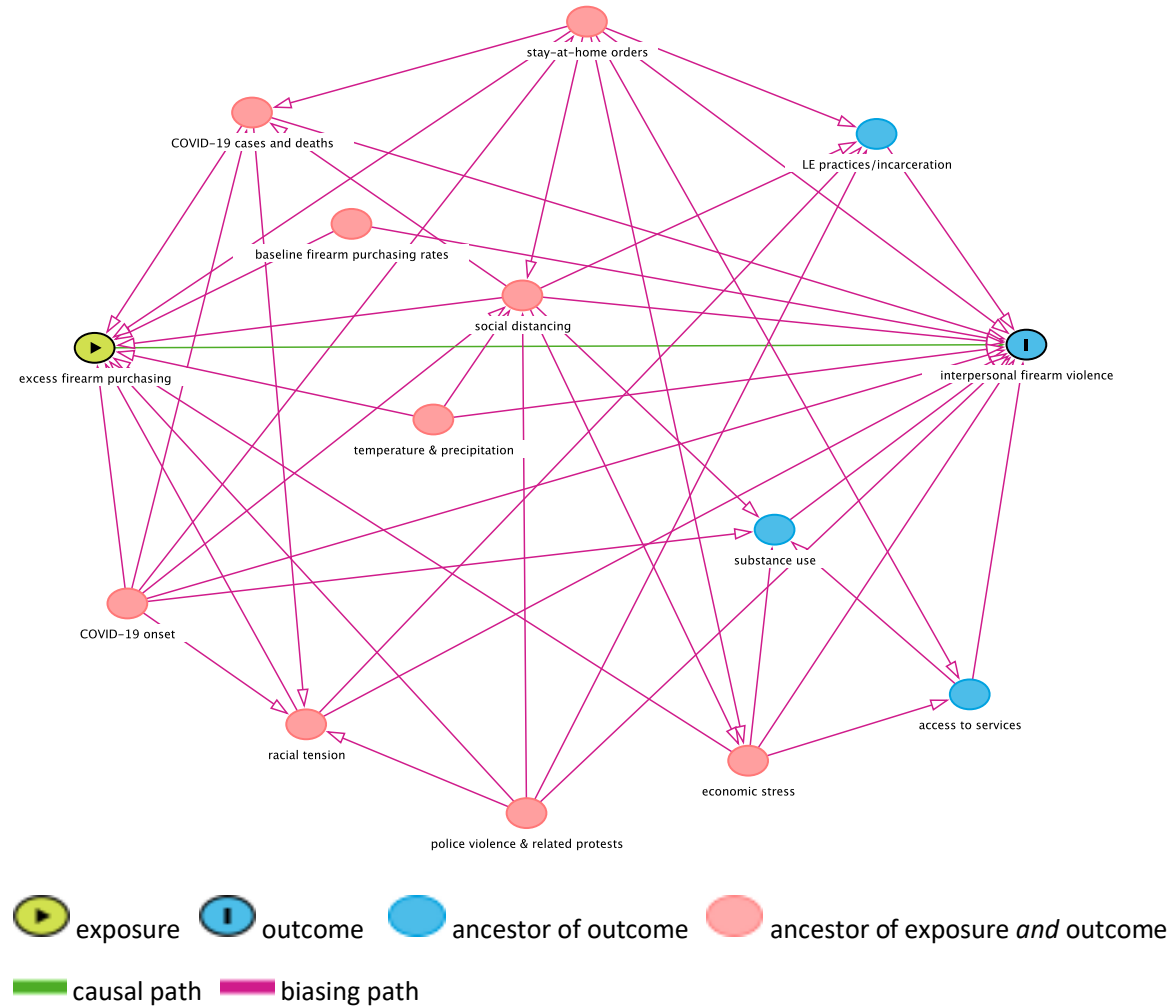 stay-at-home orders
COVID-19 cases and deaths
LE practices/incarceration
baseline firearm purchasing rates
social distancing
excess firearm purchasing
interpersonal firearm violence
temperature & precipitation
substance use
COVID-19 onset
access to services
racial tension
economic stress
police violence & related protests
exposure outcome ancestor of outcome ancestor of exposure and outcome
causal path biasing path